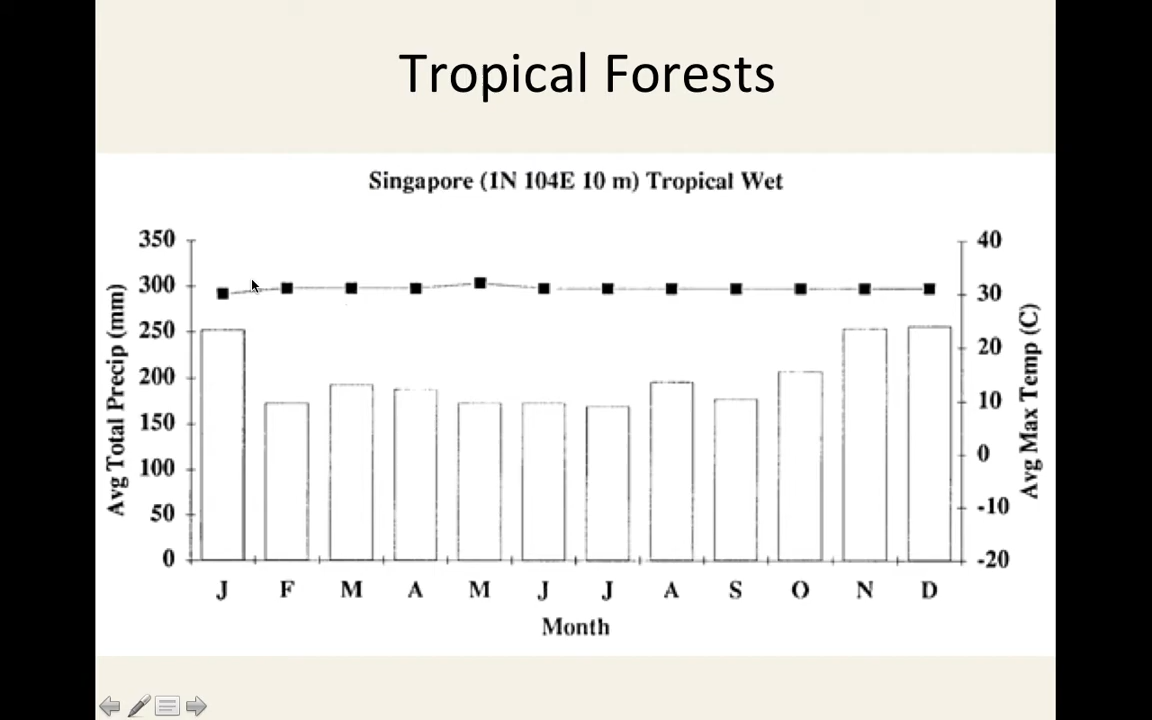 Tropical Forests
Singapore (1N 104E 10 m) Tropical Wet
Avg Total Precip (mm)
350
300
250
200
150
100
50
0
40
30
20
10
0
-10
-20
Avg Max Temp (C)
J F M A M J J A S O N D
Month